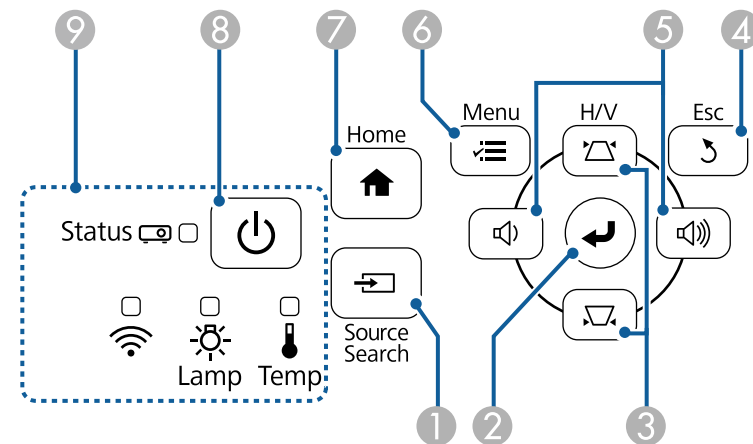 9 8 7 6 5 4
Menu H/V Esc
Home
Status
Source
Search
Lamp Temp
1 2 3